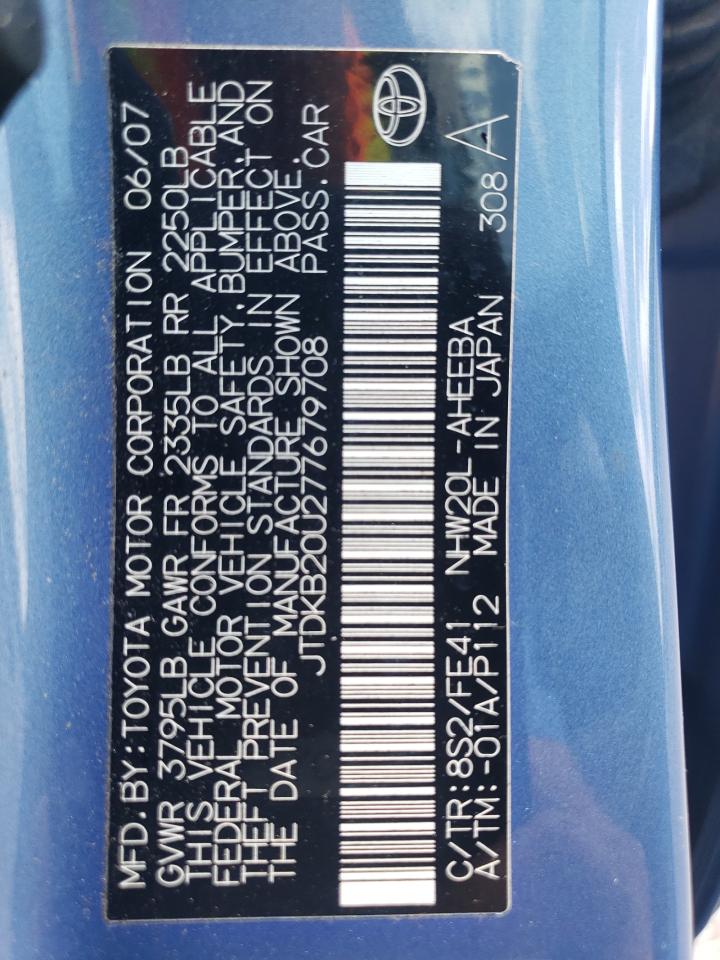 MFD.BY:TOYOTA MOTOR CORPORATION 06/07
GVWR 3795LB GAWR FR 2335LB RR 2250LB
THIS VEHICLE CONFORMS TO ALL APPLICABLE
FEDERAL MOTOR VEHICLE SAFETY,BUMPER,AND
THEFT PREVENTION STANDARDS IN EFFECT ON
THE DATE OF MANUFACTURE SHOWN ABOVE.
JTDKB20U277679708 PASS.CAR
C/TR:8S2/FE41 NHW20L-AHEEBA 308 A
A/TM:-01A/P112 MADE IN JAPAN